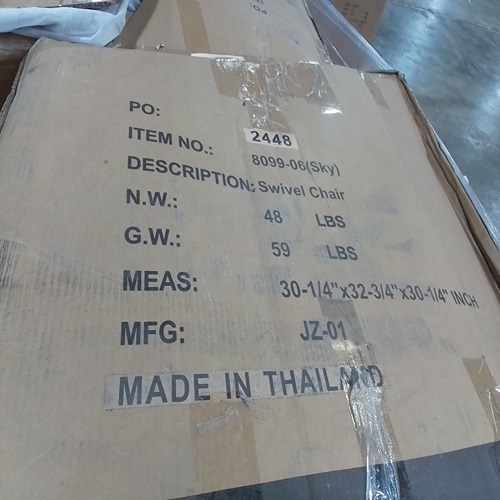 PO: 2448
ITEM NO.: 8099-06(Sky)
DESCRIPTION: Swivel Chair
N.W.: 48 LBS
G.W.: 59 LBS
MEAS: 30-1/4"x32-3/4"x30-1/4" INCH
MFG: JZ-01
MADE IN THAILAND